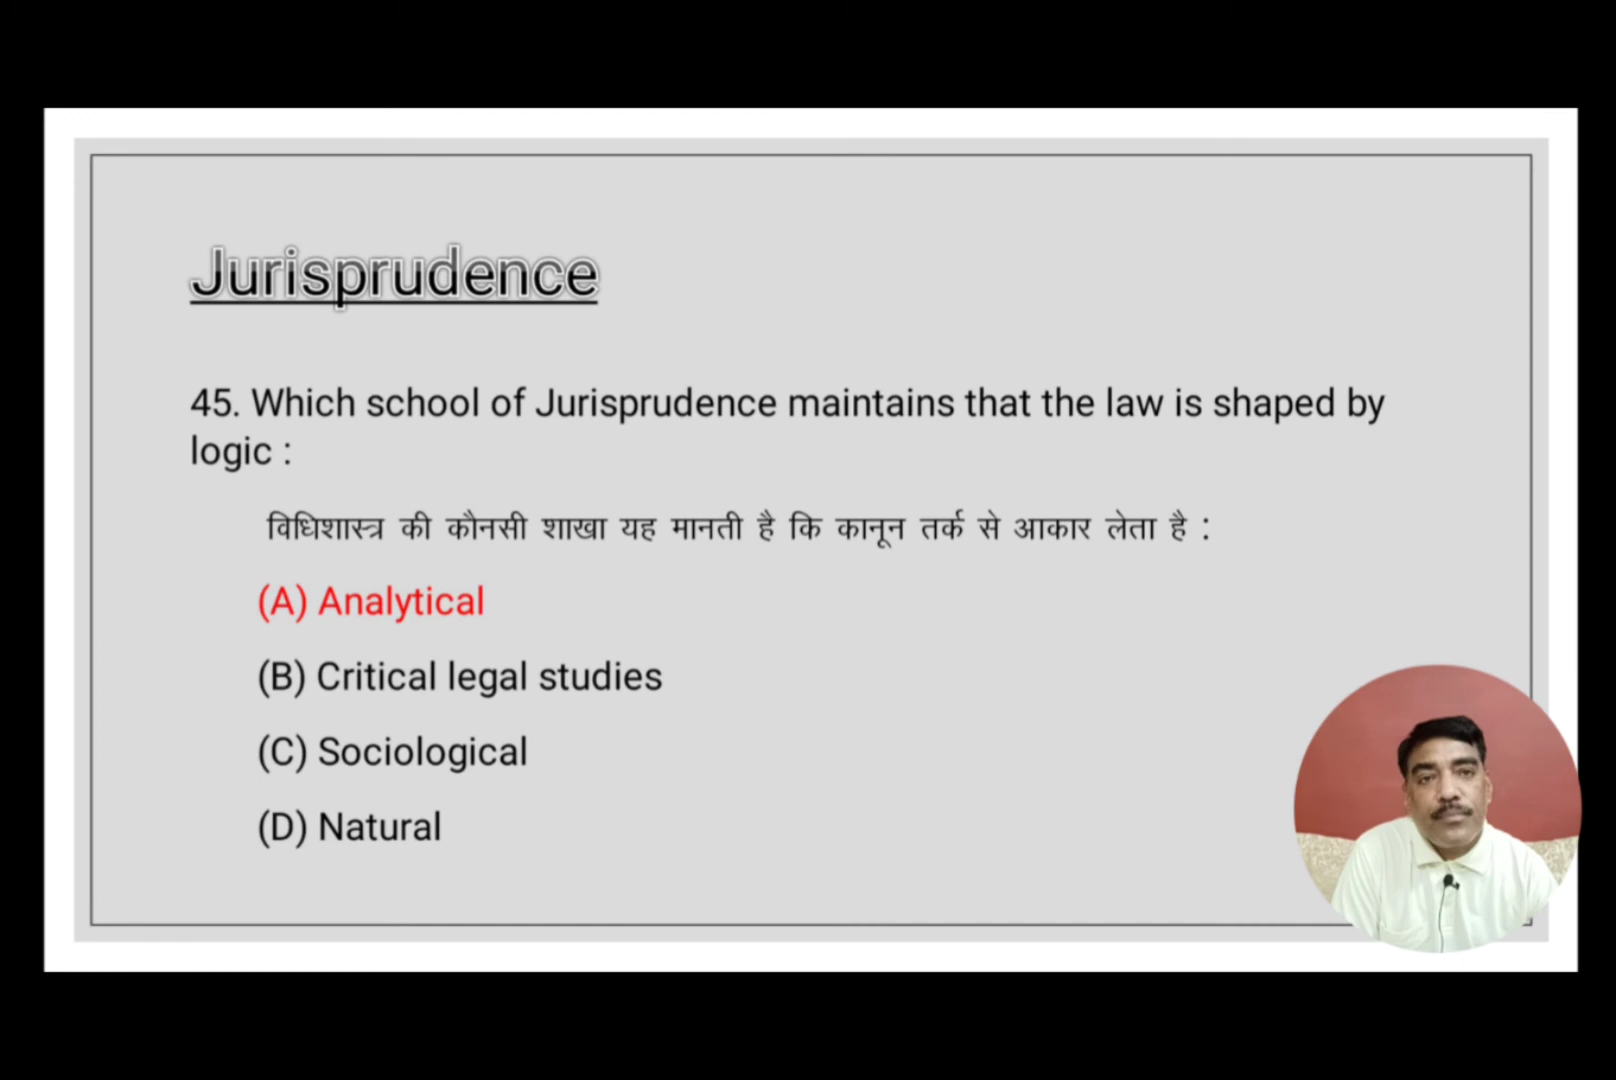 Jurisprudence
45. Which school of Jurisprudence maintains that the law is shaped by
logic :
विधिशास्त्र की कौनसी शाखा यह मानती है कि कानून तर्क से आकार लेता है :
(A) Analytical
(B) Critical legal studies
(C) Sociological
(D) Natural